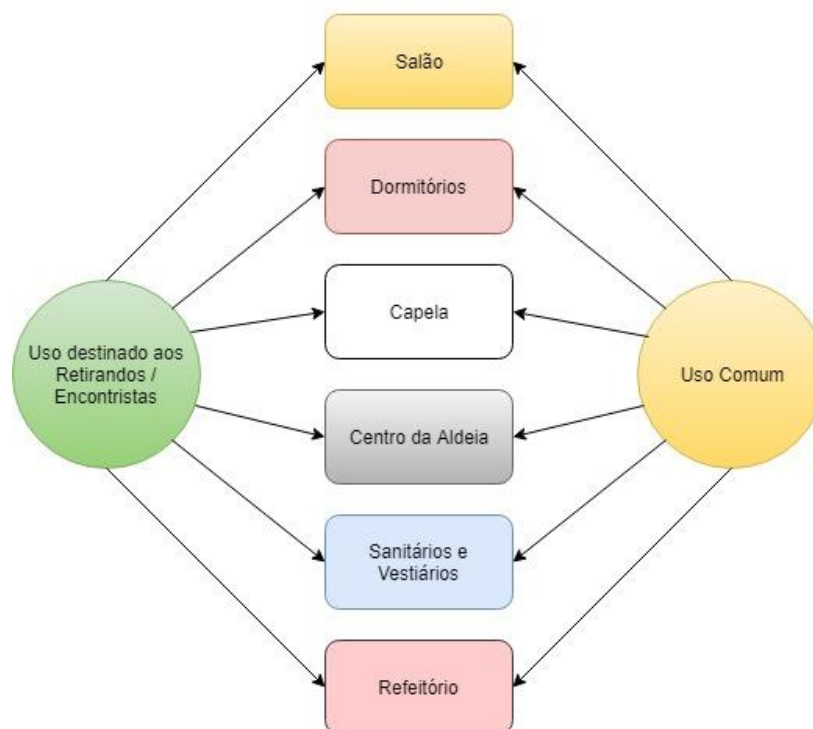 Salão
Dormitórios
Capela
Uso destinado aos
Retirandos /
Encontristas
Uso Comum
Centro da Aldeia
Sanitários e
Vestiários
Refeitório